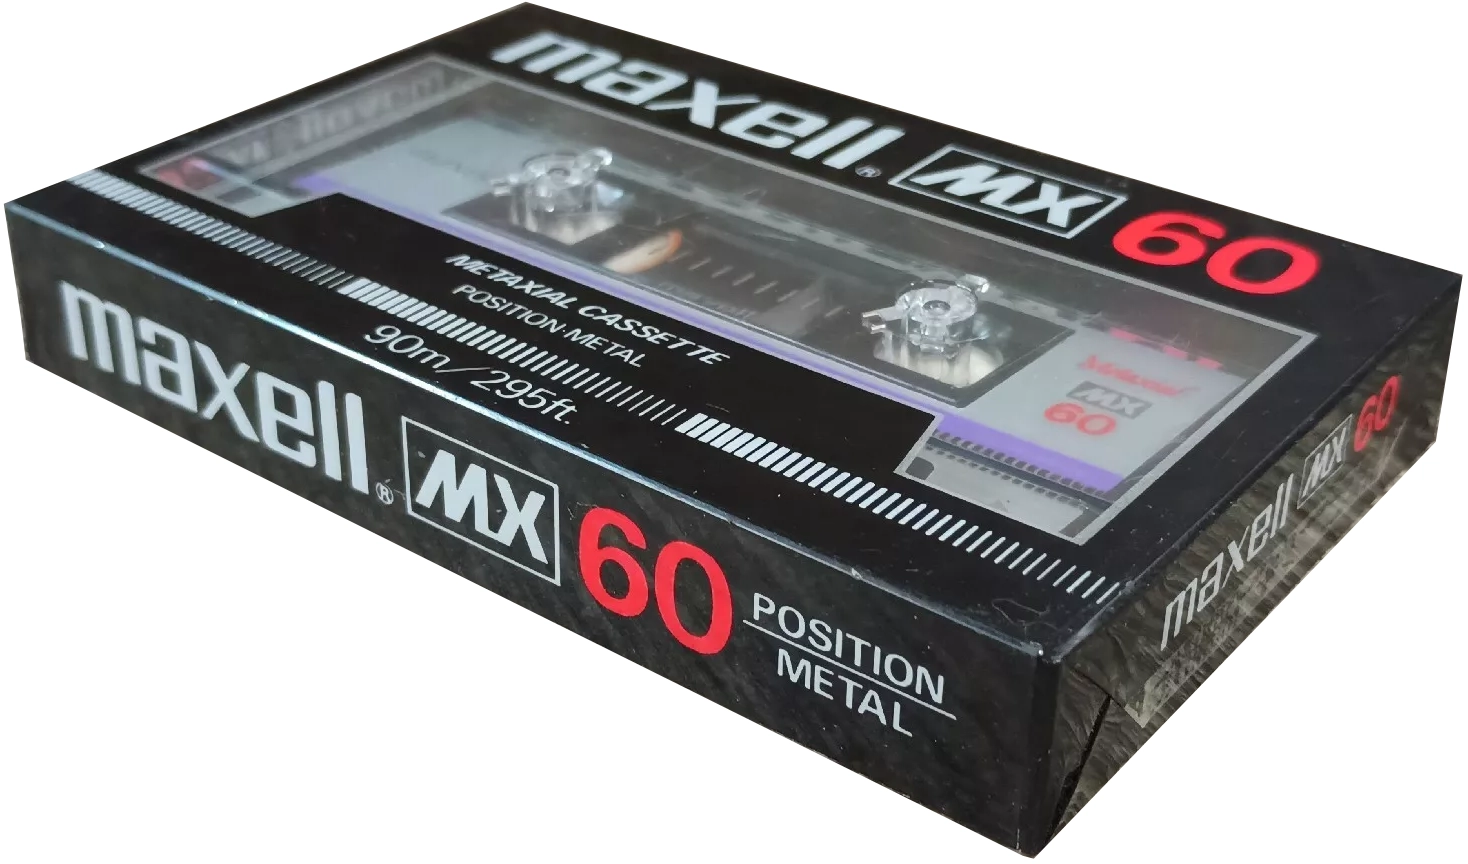 maxell® MX 60
Metaxial
MX
60
METAXIAL CASSETTE
POSITION·METAL
90m/295ft.
maxell® MX 60 POSITION
METAL
maxell MX 60